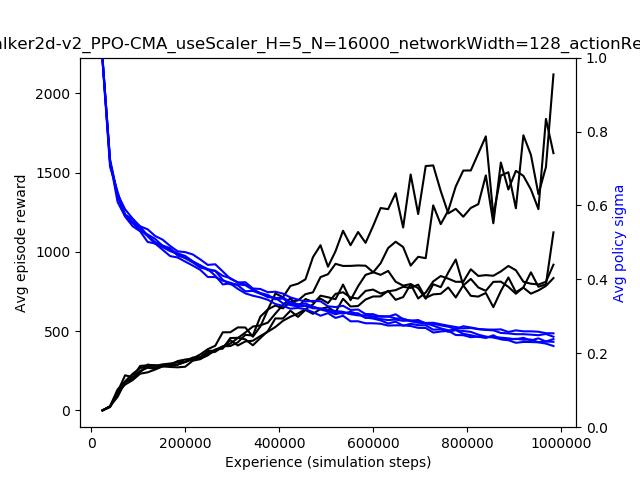 alker2d-v2_PPO-CMA_useScaler_H=5_N=16000_networkWidth=128_actionRe
2000
1500
1000
500
0
Avg episode reward
1.0
0.8
0.6
0.4
0.2
0.0
Avg policy sigma
0 200000 400000 600000 800000 1000000
Experience (simulation steps)